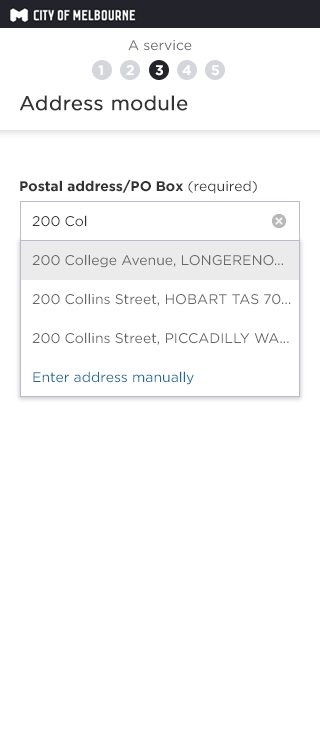 CITY OF MELBOURNE
A service
1 2 3 4 5
Address module
Postal address/PO Box (required)
200 Col
200 College Avenue, LONGERENO...
200 Collins Street, HOBART TAS 70...
200 Collins Street, PICCADILLY WA...
Enter address manually